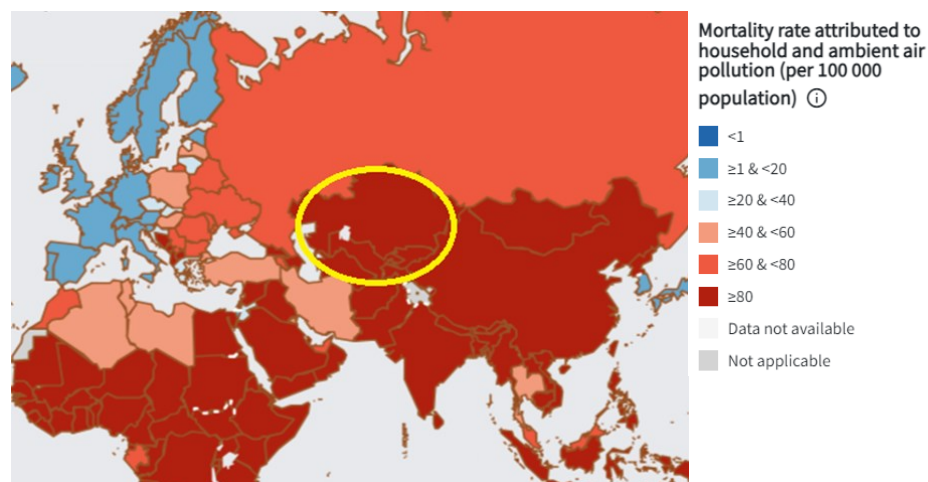 Mortality rate attributed to
household and ambient air
pollution (per 100 000
population)
<1
≥1 & <20
≥20 & <40
≥40 & <60
≥60 & <80
≥80
Data not available
Not applicable